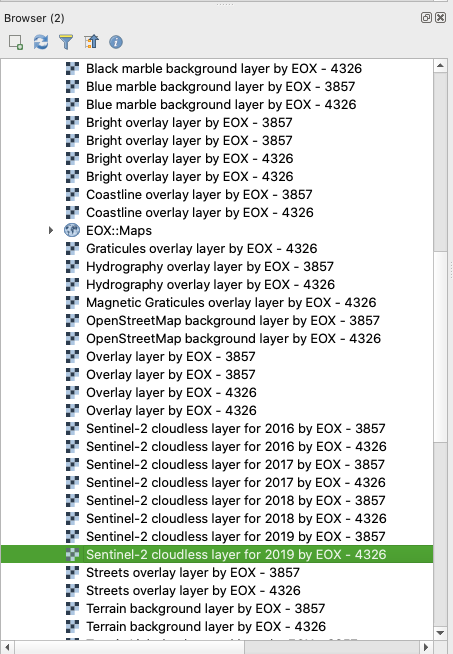 Browser (2)
Black marble background layer by EOX - 4326
Blue marble background layer by EOX - 3857
Blue marble background layer by EOX - 4326
Bright overlay layer by EOX - 3857
Bright overlay layer by EOX - 3857
Bright overlay layer by EOX - 4326
Bright overlay layer by EOX - 4326
Coastline overlay layer by EOX - 3857
Coastline overlay layer by EOX - 4326
EOX::Maps
Graticules overlay layer by EOX - 4326
Hydrography overlay layer by EOX - 3857
Hydrography overlay layer by EOX - 4326
Magnetic Graticules overlay layer by EOX - 4326
OpenStreetMap background layer by EOX - 3857
OpenStreetMap background layer by EOX - 4326
Overlay layer by EOX - 3857
Overlay layer by EOX - 3857
Overlay layer by EOX - 4326
Overlay layer by EOX - 4326
Sentinel-2 cloudless layer for 2016 by EOX - 3857
Sentinel-2 cloudless layer for 2016 by EOX - 4326
Sentinel-2 cloudless layer for 2017 by EOX - 3857
Sentinel-2 cloudless layer for 2017 by EOX - 4326
Sentinel-2 cloudless layer for 2018 by EOX - 3857
Sentinel-2 cloudless layer for 2018 by EOX - 4326
Sentinel-2 cloudless layer for 2019 by EOX - 3857
Sentinel-2 cloudless layer for 2019 by EOX - 4326
Streets overlay layer by EOX - 3857
Streets overlay layer by EOX - 4326
Terrain background layer by EOX - 3857
Terrain background layer by EOX - 4326